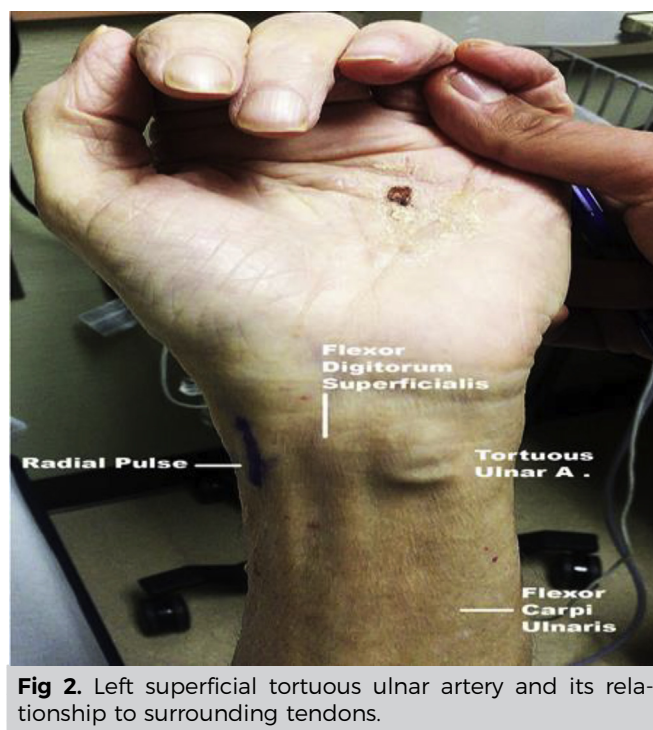 Flexor
Digitorum
Superficialis
Radial Pulse
Tortuous
Ulnar A .
Flexor
Carpi
Ulnaris
Fig 2. Left superficial tortuous ulnar artery and its rela-
tionship to surrounding tendons.